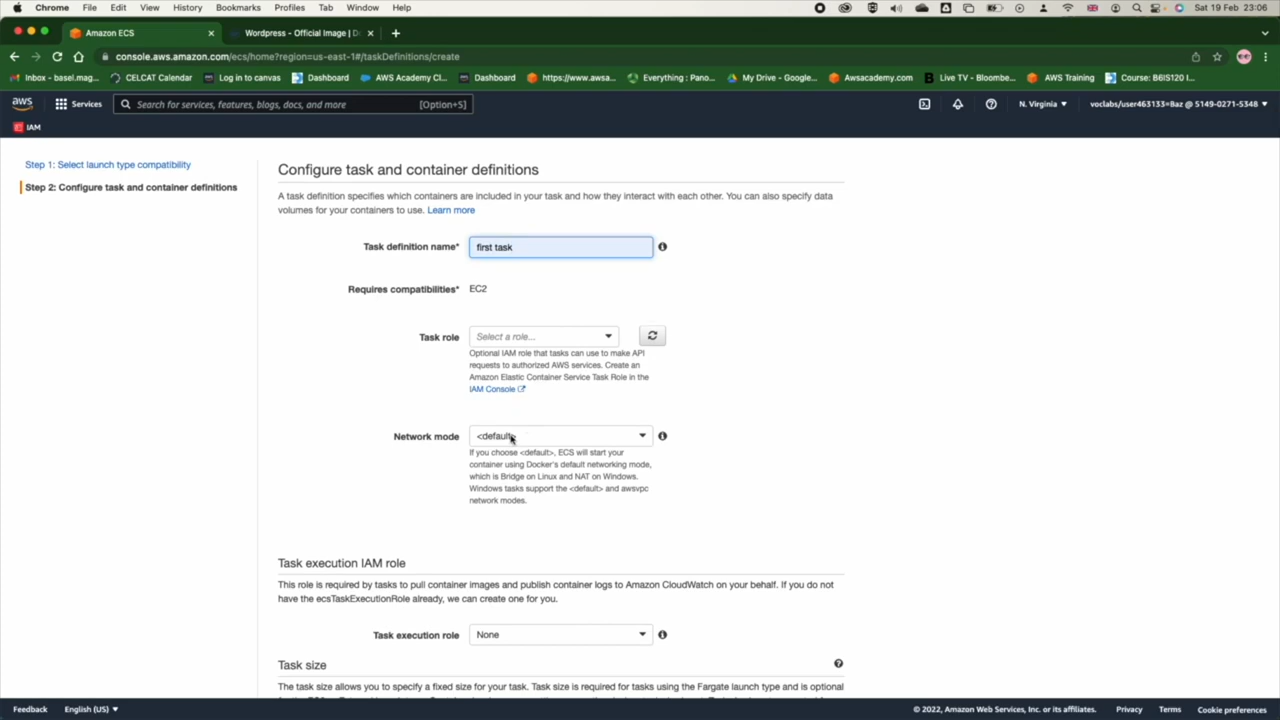 Chrome File Edit View History Bookmarks Profiles Tab Window Help Sat 19 Feb 23:06
Amazon ECS Wordpress - Official Image | Do
console.aws.amazon.com/ecs/home?region=us-east-1#/taskDefinitions/create
Inbox - basel.mag... CELCAT Calendar Log in to canvas Dashboard AWS Academy Cl... Dashboard https://www.awsa... Everything : Pano... My Drive - Google... Awsacademy.com Live TV - Bloombe... AWS Training Course: B6IS120 I...
aws Services Search for services, features, blogs, docs, and more [Option+S] N. Virginia voclabs/user463133=Baz @ 5149-0271-5348
IAM
Step 1: Select launch type compatibility
Step 2: Configure task and container definitions
Configure task and container definitions
A task definition specifies which containers are included in your task and how they interact with each other. You can also specify data
volumes for your containers to use. Learn more
Task definition name* first task
Requires compatibilities* EC2
Task role Select a role...
Optional IAM role that tasks can use to make API
requests to authorized AWS services. Create an
Amazon Elastic Container Service Task Role in the
IAM Console
Network mode <default>
If you choose <default>, ECS will start your
container using Docker's default networking mode,
which is Bridge on Linux and NAT on Windows.
Windows tasks support the <default> and awsvpc
network modes.
Task execution IAM role
This role is required by tasks to pull container images and publish container logs to Amazon CloudWatch on your behalf. If you do not
have the ecsTaskExecutionRole already, we can create one for you.
Task execution role None
Task size
The task size allows you to specify a fixed size for your task. Task size is required for tasks using the Fargate launch type and is optional
Feedback English (US) © 2022, Amazon Web Services, Inc. or its affiliates. Privacy Terms Cookie preferences